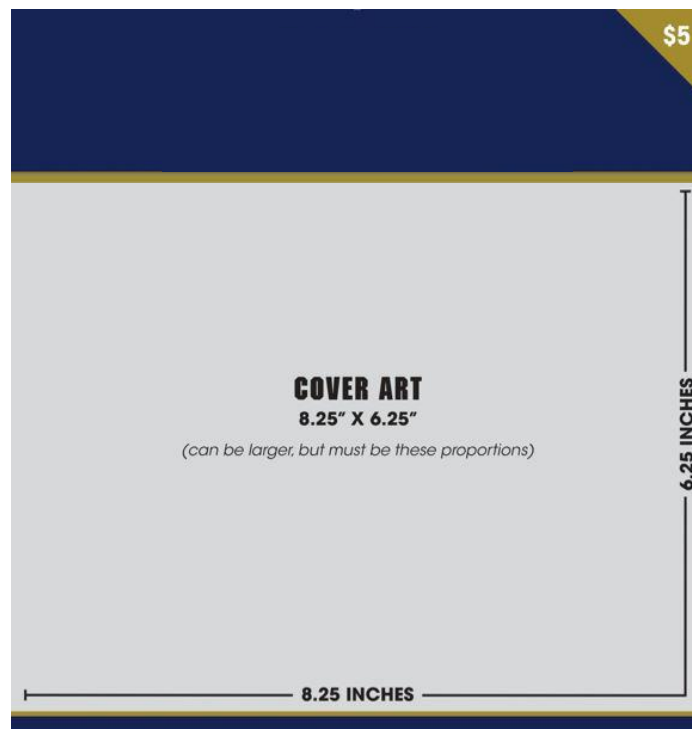 $5
COVER ART
8.25” X 6.25”
(can be larger, but must be these proportions)
6.25 INCHES
8.25 INCHES